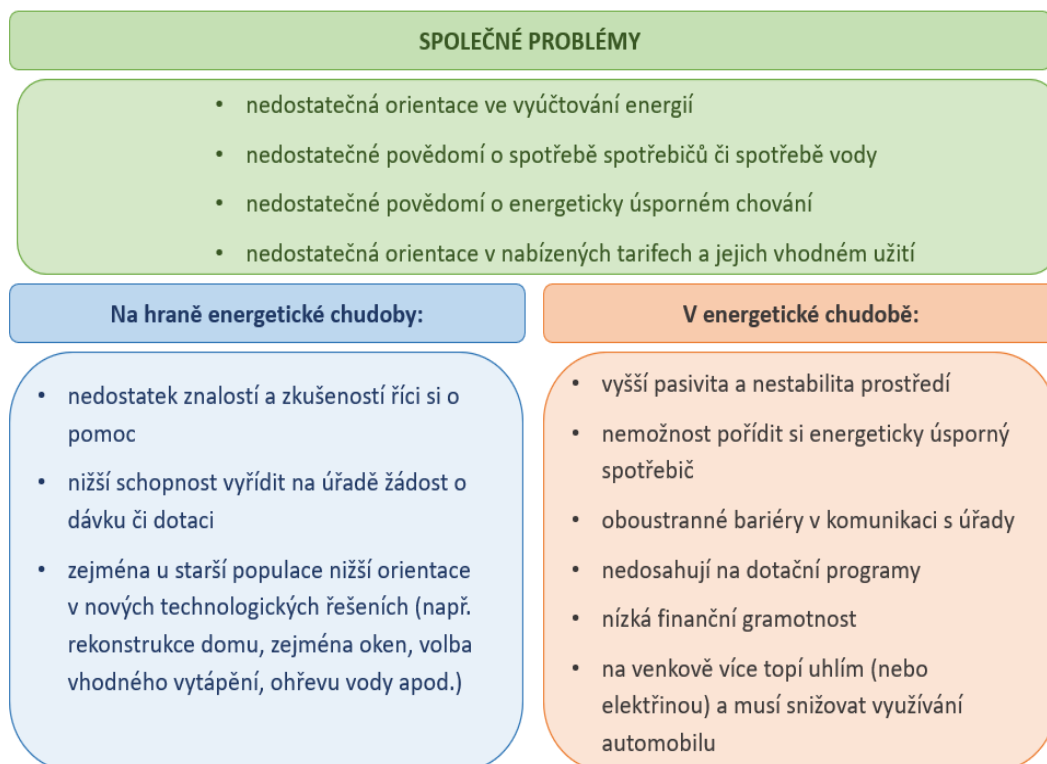 SPOLEČNÉ PROBLÉMY
• nedostatečná orientace ve vyúčtování energií
• nedostatečné povědomí o spotřebě spotřebičů či spotřebě vody
• nedostatečné povědomí o energeticky úsporném chování
• nedostatečná orientace v nabízených tarifech a jejich vhodném užití
Na hraně energetické chudoby:
• nedostatek znalostí a zkušeností říci si o
pomoc
• nižší schopnost vyřídit na úřadě žádost o
dávku či dotaci
• zejména u starší populace nižší orientace
v nových technologických řešeních (např.
rekonstrukce domu, zejména oken, volba
vhodného vytápění, ohřevu vody apod.)
V energetické chudobě:
• vyšší pasivita a nestabilita prostředí
• nemožnost pořídit si energeticky úsporný
spotřebič
• oboustranné bariéry v komunikaci s úřady
• nedosahují na dotační programy
• nízká finanční gramotnost
• na venkově více topí uhlím (nebo
elektřinou) a musí snižovat využívání
automobilu